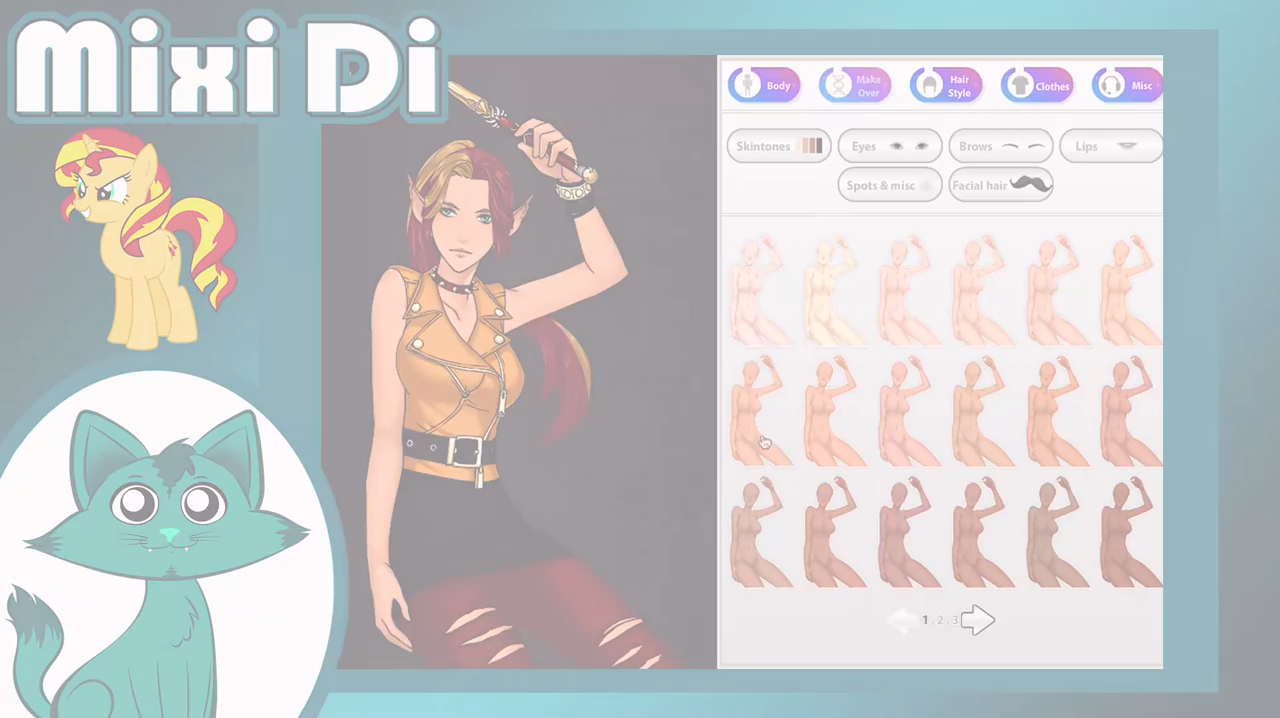 Mixi Di
Body
Make
Over
Hair
Style
Clothes
Misc
Skintones
Eyes
Brows
Lips
Spots & misc
Facial hair
1 . 2 . 3